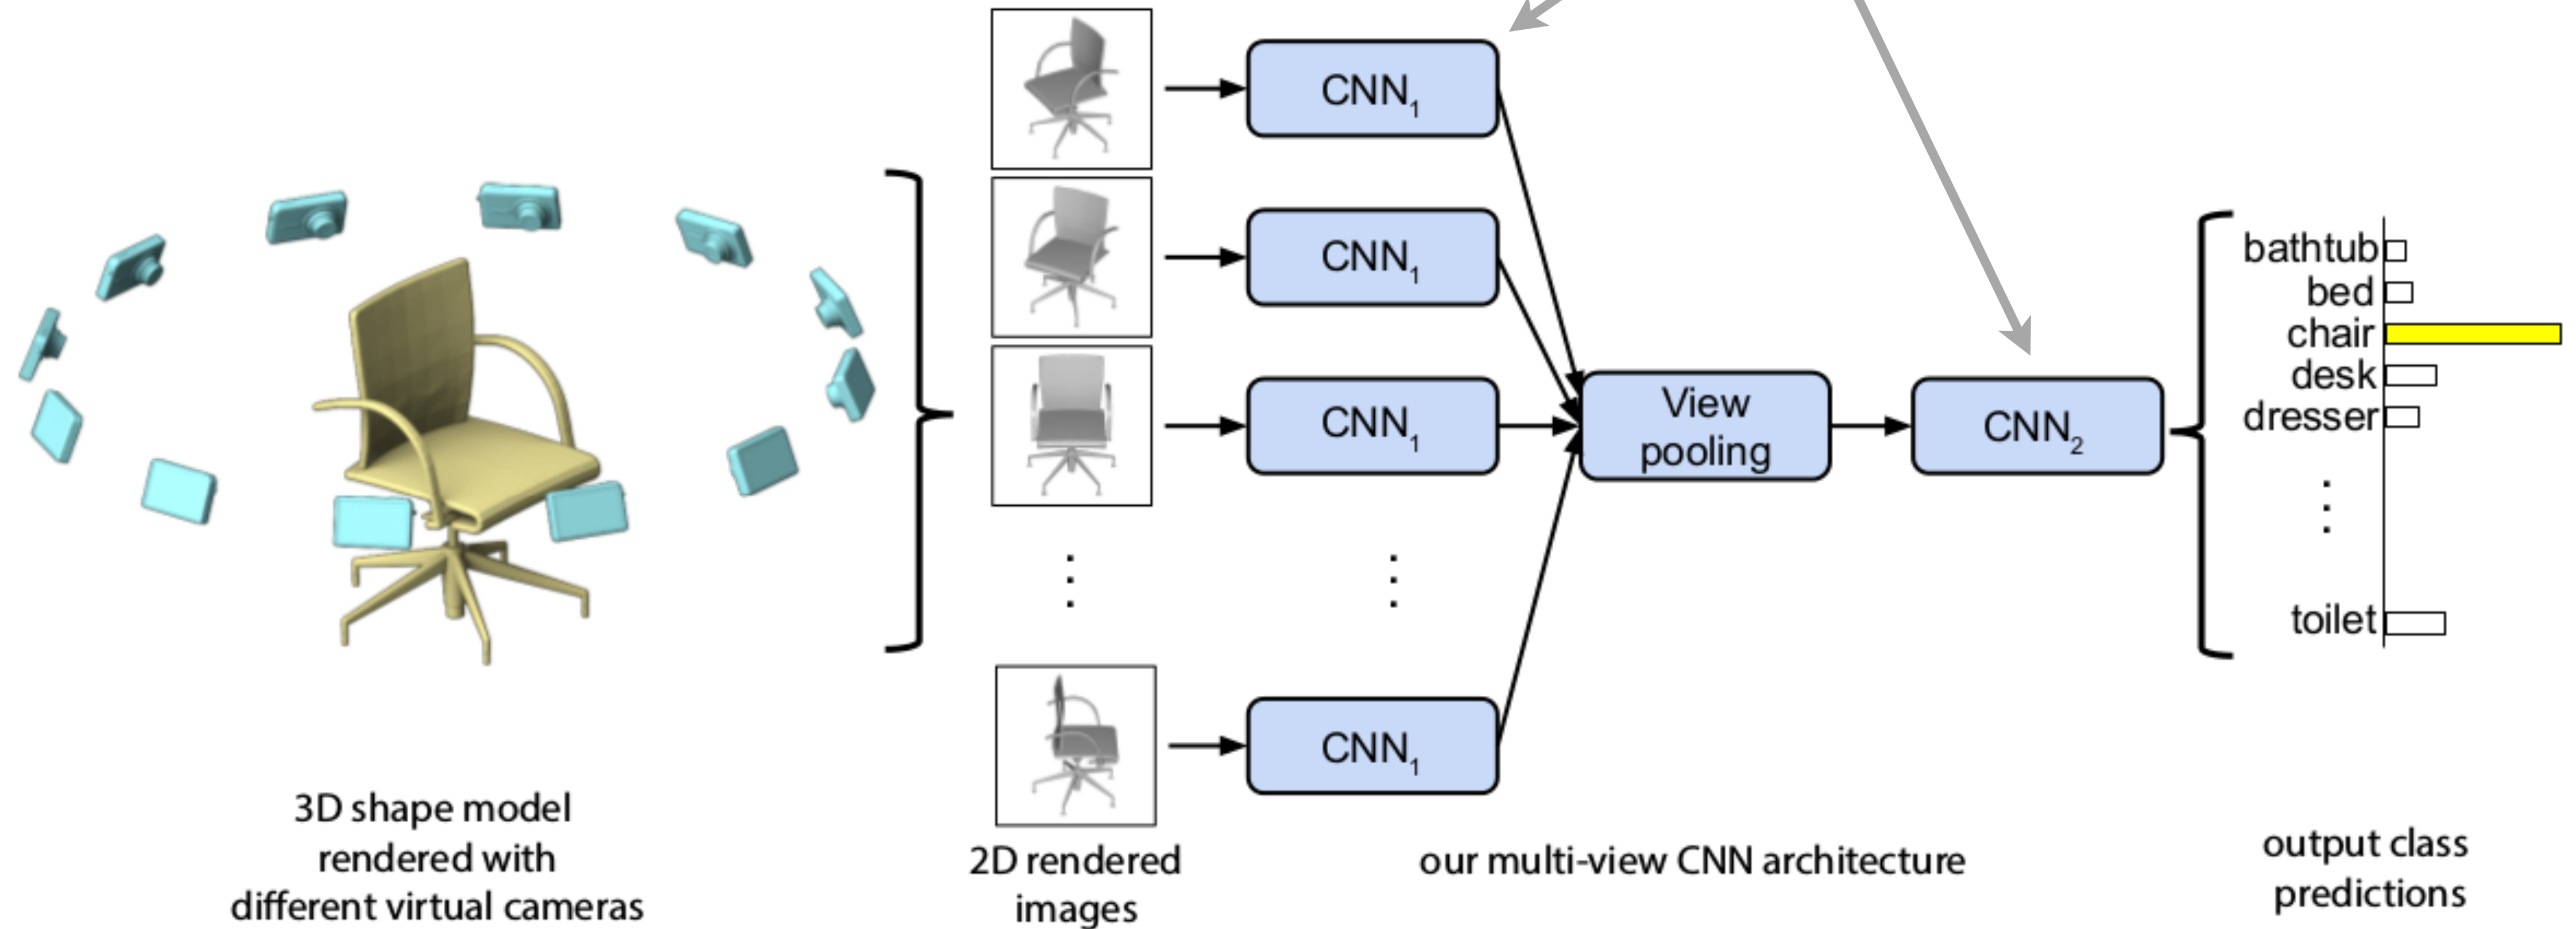 CNN₁
CNN₁
CNN₁
View
pooling
CNN₂
CNN₁
bathtub
bed
chair
desk
dresser
⋮
toilet
3D shape model
rendered with
different virtual cameras
2D rendered
images
our multi-view CNN architecture
output class
predictions